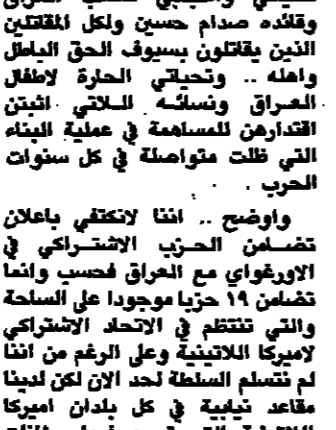 وقائده صدام حسين ولكل المقاتلين
الذين يقاتلون بسيوف الحق الباطل
واهله .. وتحياتي الحارة لاطفال
العراق ونسائه اللاتي اثبتن
اقتدارهن للمساهمة في عملية البناء
التي ظلت متواصلة في كل سنوات
الحرب .
واوضح .. اننا لانكتفي باعلان
تضامن الحزب الاشتراكي في
الاورغواي مع العراق فحسب وانما
تضامن ١٩ حزبا موجودا على الساحة
والتي تنتظم في الاتحاد الاشتراكي
لاميركا اللاتينية وعلى الرغم من اننا
لم نتسلم السلطة لحد الان لكن لدينا
مقاعد نيابية في كل بلدان اميركا